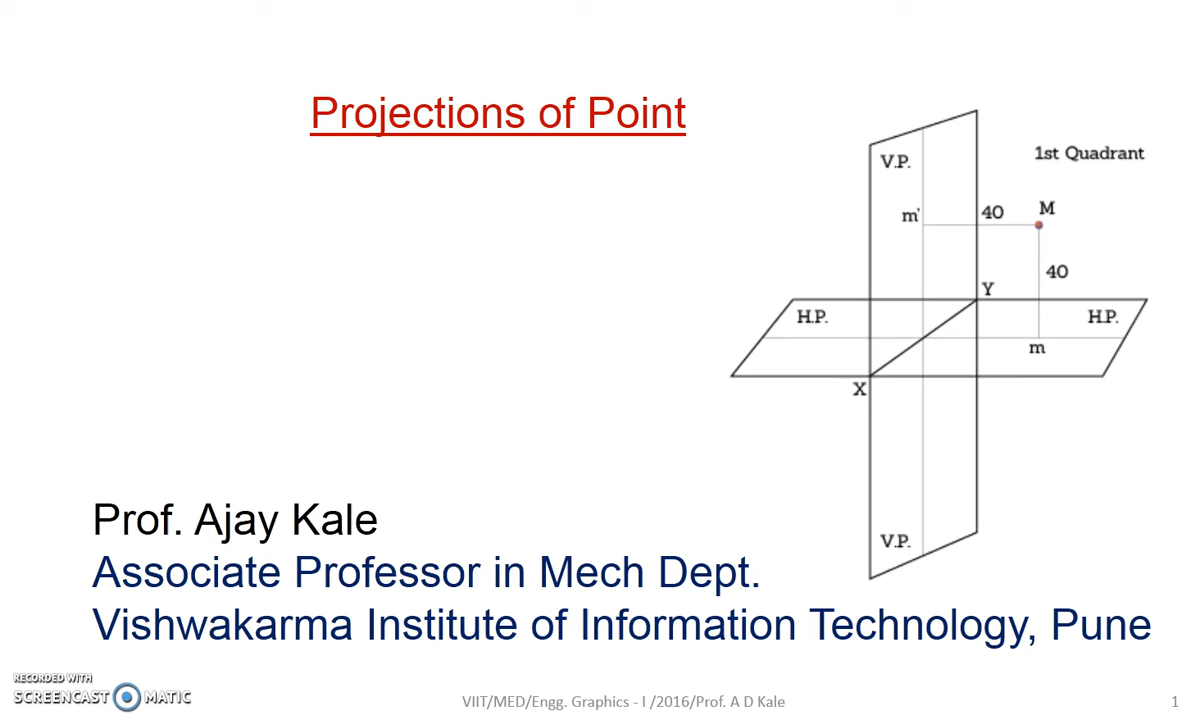 Projections of Point
V.P.
1st Quadrant
m'
40
M
40
Y
H.P.
H.P.
m
X
Prof. Ajay Kale
V.P.
Associate Professor in Mech Dept.
Vishwakarma Institute of Information Technology, Pune
RECORDED WITH
SCREENCAST MATIC
VIIT/MED/Engg. Graphics - I /2016/Prof. A D Kale
1